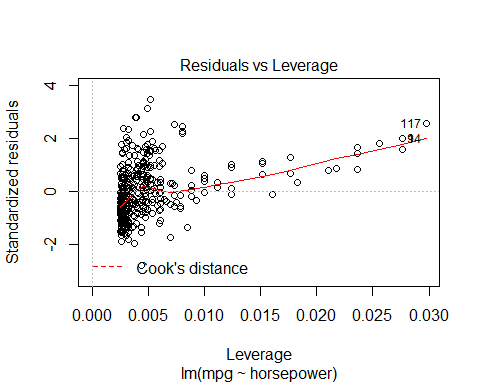 Residuals vs Leverage
Standardized residuals
4
2
0
-2
117
94
Cook's distance
0.000 0.005 0.010 0.015 0.020 0.025 0.030
Leverage
lm(mpg ~ horsepower)